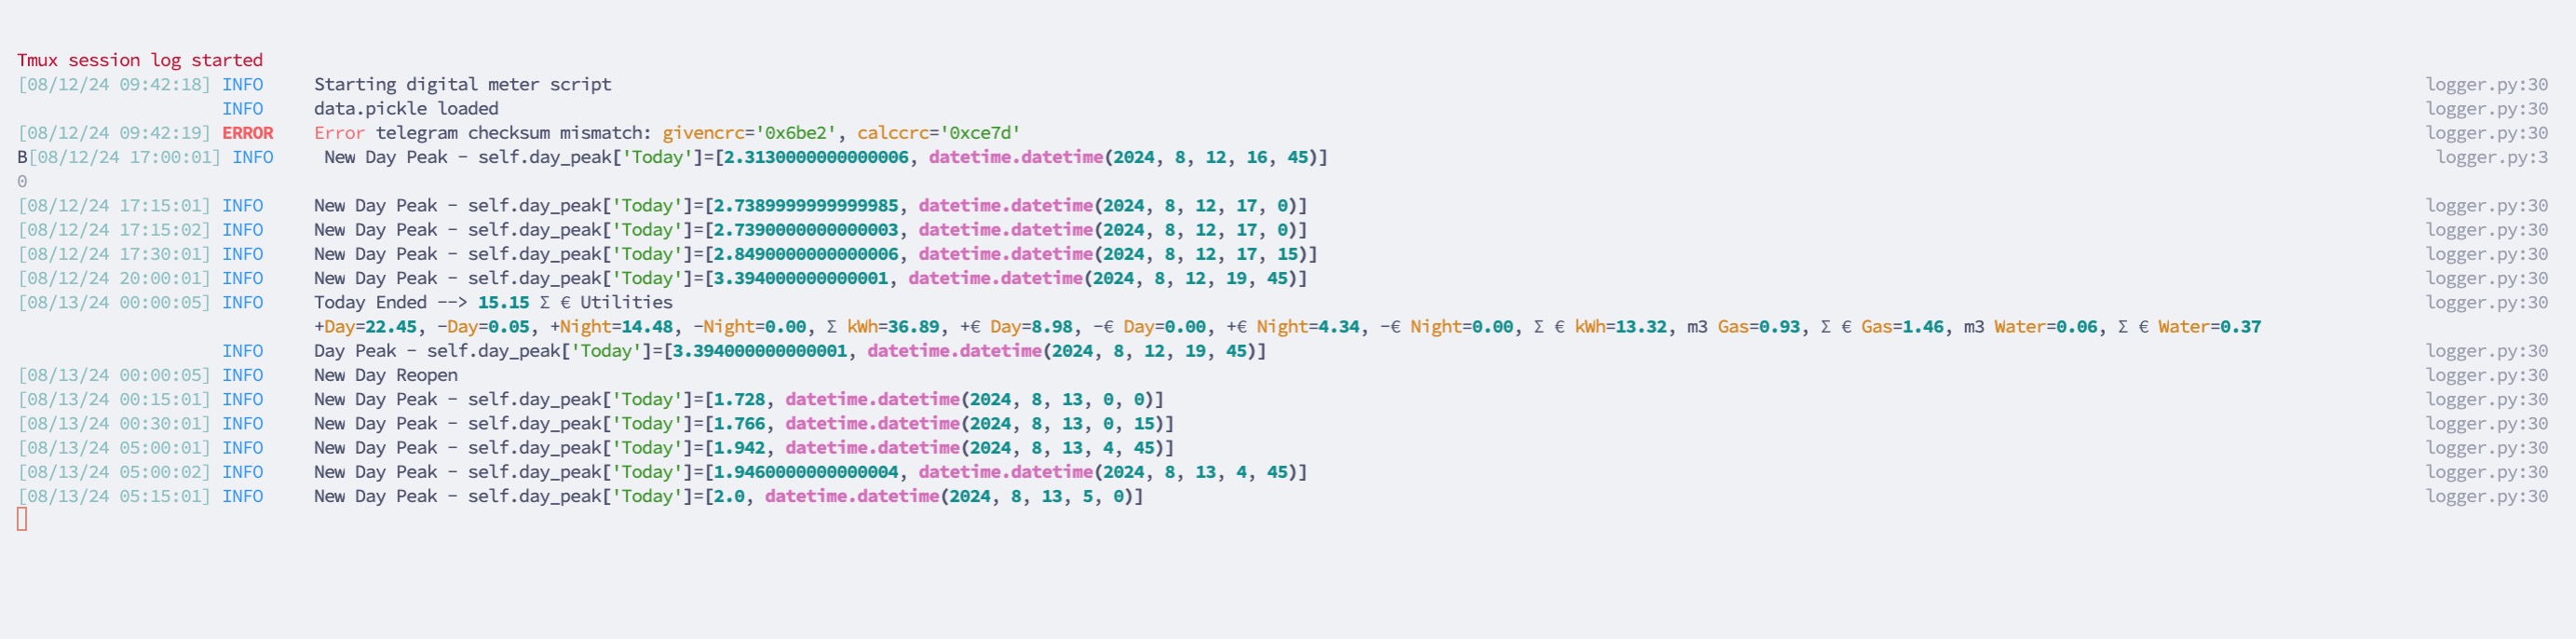 Tmux session log started
[08/12/24 09:42:18] INFO     Starting digital meter script     logger.py:30
INFO     data.pickle loaded     logger.py:30
[08/12/24 09:42:19] ERROR    Error telegram checksum mismatch: givencrc='0x6be2', calccrc='0xce7d'     logger.py:30
B[08/12/24 17:00:01] INFO     New Day Peak - self.day_peak['Today']=[2.3130000000000006, datetime.datetime(2024, 8, 12, 16, 45)]     logger.py:3
0
[08/12/24 17:15:01] INFO     New Day Peak - self.day_peak['Today']=[2.7389999999999985, datetime.datetime(2024, 8, 12, 17, 0)]     logger.py:30
[08/12/24 17:15:02] INFO     New Day Peak - self.day_peak['Today']=[2.73900000000003, datetime.datetime(2024, 8, 12, 17, 0)]     logger.py:30
[08/12/24 17:30:01] INFO     New Day Peak - self.day_peak['Today']=[2.8490000000000006, datetime.datetime(2024, 8, 12, 17, 15)]     logger.py:30
[08/12/24 20:00:01] INFO     New Day Peak - self.day_peak['Today']=[3.394000000000001, datetime.datetime(2024, 8, 12, 19, 45)]     logger.py:30
[08/13/24 00:00:05] INFO     Today Ended --> 15.15 Σ € Utilities     logger.py:30
+Day=22.45, -Day=0.05, +Night=14.48, -Night=0.00, Σ kWh=36.89, +€ Day=8.98, -€ Day=0.00, +€ Night=4.34, -€ Night=0.00, Σ € kWh=13.32, m3 Gas=0.93, Σ € Gas=1.46, m3 Water=0.06, Σ € Water=0.37
INFO     Day Peak - self.day_peak['Today']=[3.394000000000001, datetime.datetime(2024, 8, 12, 19, 45)]     logger.py:30
[08/13/24 00:00:05] INFO     New Day Reopen     logger.py:30
[08/13/24 00:15:01] INFO     New Day Peak - self.day_peak['Today']=[1.728, datetime.datetime(2024, 8, 13, 0, 0)]     logger.py:30
[08/13/24 00:30:01] INFO     New Day Peak - self.day_peak['Today']=[1.766, datetime.datetime(2024, 8, 13, 0, 15)]     logger.py:30
[08/13/24 05:00:01] INFO     New Day Peak - self.day_peak['Today']=[1.942, datetime.datetime(2024, 8, 13, 4, 45)]     logger.py:30
[08/13/24 05:00:02] INFO     New Day Peak - self.day_peak['Today']=[1.9460000000000004, datetime.datetime(2024, 8, 13, 4, 45)]     logger.py:30
[08/13/24 05:15:01] INFO     New Day Peak - self.day_peak['Today']=[2.0, datetime.datetime(2024, 8, 13, 5, 0)]     logger.py:30